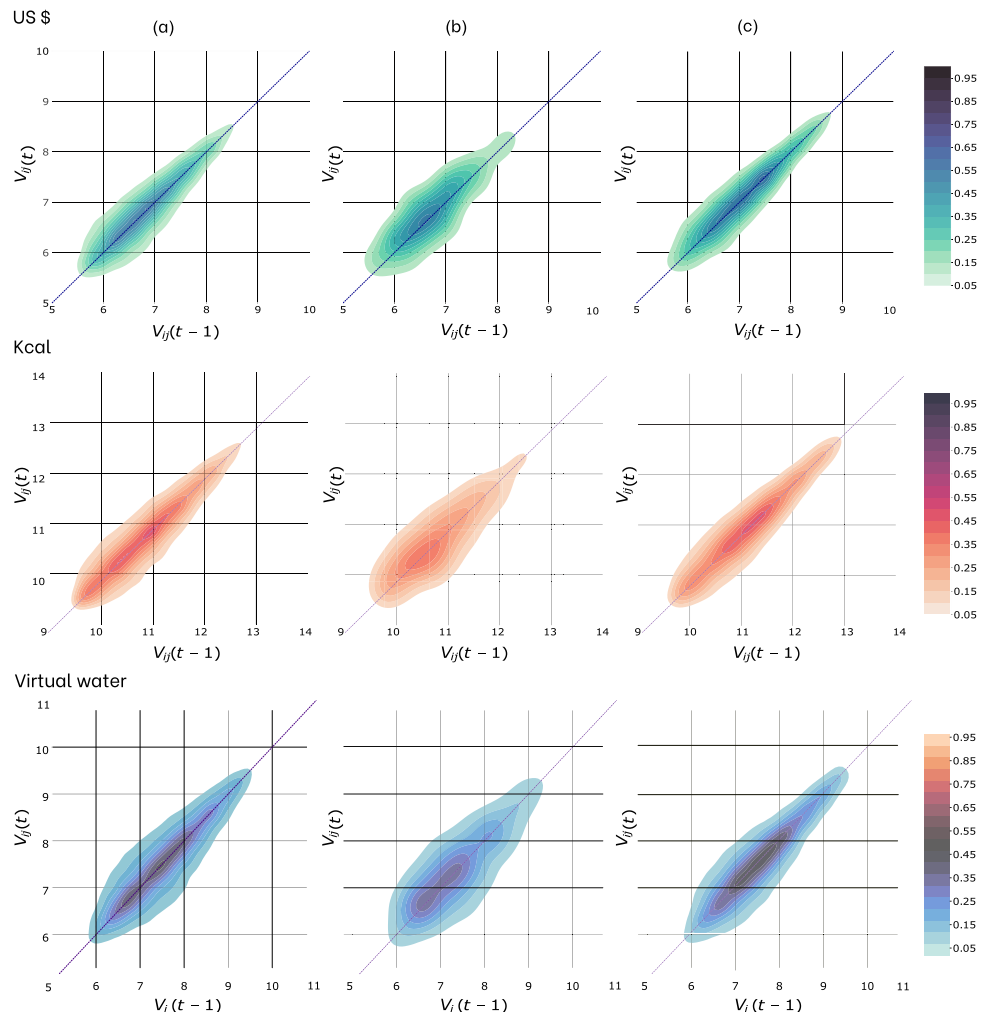 US $
(a) (b) (c)
10
9
8
7
6
5
5 6 7 8 9 10
5 6 7 8 9 10
5 6 7 8 9 10
Vij(t)
Vij(t)
Vij(t)
Vij(t − 1)
Vij(t − 1)
Vij(t − 1)
0.95
0.85
0.75
0.65
0.55
0.45
0.35
0.25
0.15
0.05
Kcal
14
13
12
11
10
9 10 11 12 13 14
9 10 11 12 13 14
9 10 11 12 13 14
Vij(t)
Vij(t)
Vij(t)
Vij(t − 1)
Vij(t − 1)
Vij(t − 1)
0.95
0.85
0.75
0.65
0.55
0.45
0.35
0.25
0.15
0.05
Virtual water
11
10
9
8
7
6
5 6 7 8 9 10 11
5 6 7 8 9 10 11
5 6 7 8 9 10 11
Vij(t)
Vij(t)
Vij(t)
Vi (t − 1)
Vi (t − 1)
Vi (t − 1)
0.95
0.85
0.75
0.65
0.55
0.45
0.35
0.25
0.15
0.05